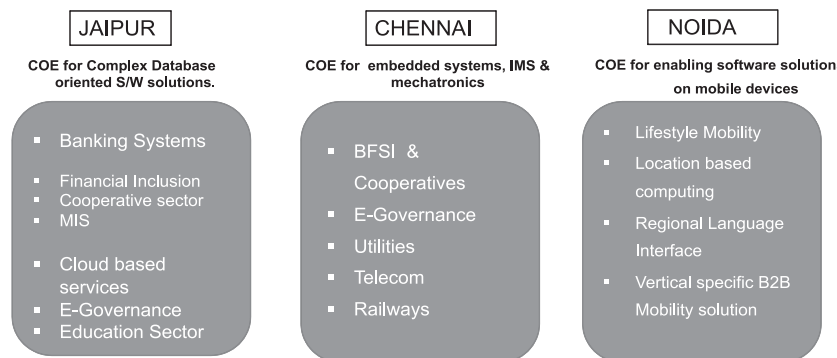 JAIPUR
COE for Complex Database
oriented S/W solutions.
▪ Banking Systems
▪ Financial Inclusion
▪ Cooperative sector
▪ MIS
▪ Cloud based
services
▪ E-Governance
▪ Education Sector
CHENNAI
COE for embedded systems, IMS &
mechatronics
▪ BFSI &
Cooperatives
▪ E-Governance
▪ Utilities
▪ Telecom
▪ Railways
NOIDA
COE for enabling software solution
on mobile devices
▪ Lifestyle Mobility
▪ Location based
computing
▪ Regional Language
Interface
▪ Vertical specific B2B
Mobility solution